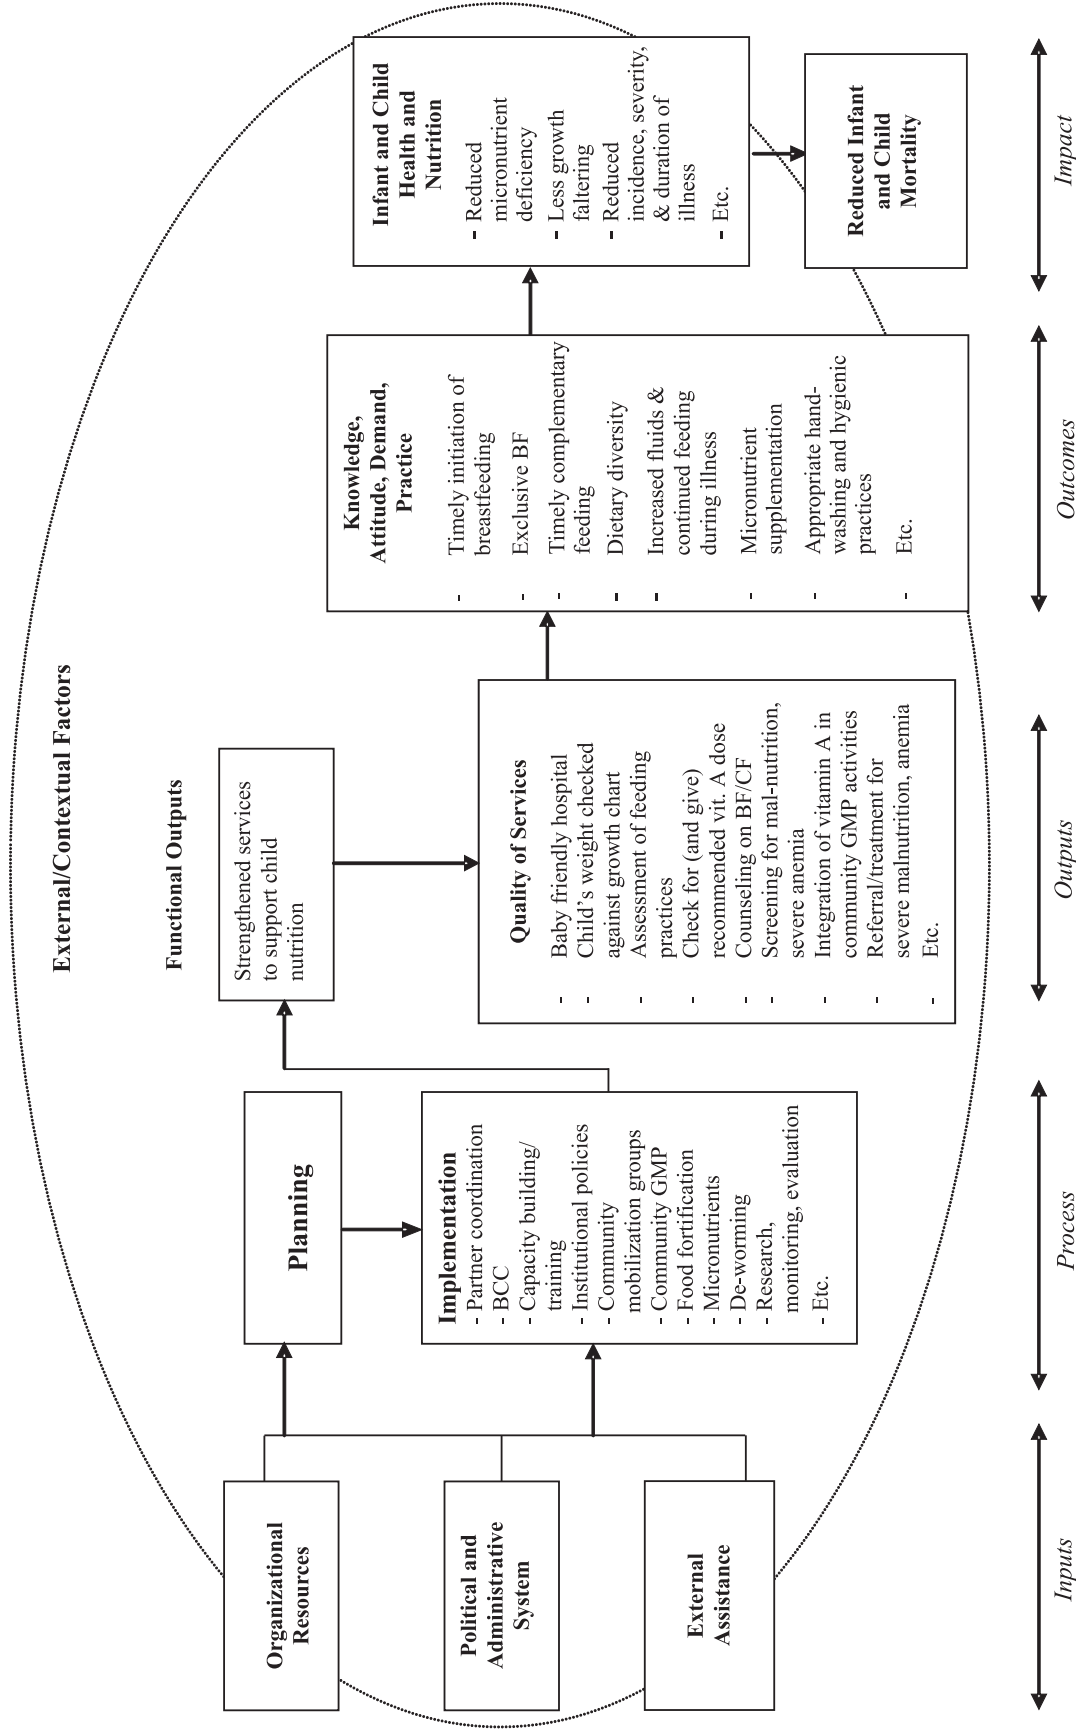 External/Contextual Factors
Organizational
Resources
Political and
Administrative
System
External
Assistance
Planning
Implementation
- Partner coordination
- BCC
- Capacity building/
training
- Institutional policies
- Community
mobilization groups
- Community GMP
- Food fortification
- Micronutrients
- De-worming
- Research,
monitoring, evaluation
- Etc.
Functional Outputs
Strengthened services
to support child
nutrition
Quality of Services
- Baby friendly hospital
- Child's weight checked
against growth chart
- Assessment of feeding
practices
- Check for (and give)
recommended vit. A dose
- Counseling on BF/CF
- Screening for mal-nutrition,
severe anemia
- Integration of vitamin A in
community GMP activities
- Referral/treatment for
severe malnutrition, anemia
- Etc.
Knowledge,
Attitude, Demand,
Practice
- Timely initiation of
breastfeeding
- Exclusive BF
- Timely complementary
feeding
- Dietary diversity
- Increased fluids &
continued feeding
during illness
- Micronutrient
supplementation
- Appropriate hand-
washing and hygienic
practices
- Etc.
Infant and Child
Health and
Nutrition
- Reduced
micronutrient
deficiency
- Less growth
faltering
- Reduced
incidence, severity,
& duration of
illness
- Etc.
Reduced Infant
and Child
Mortality
Inputs
Process
Outputs
Outcomes
Impact